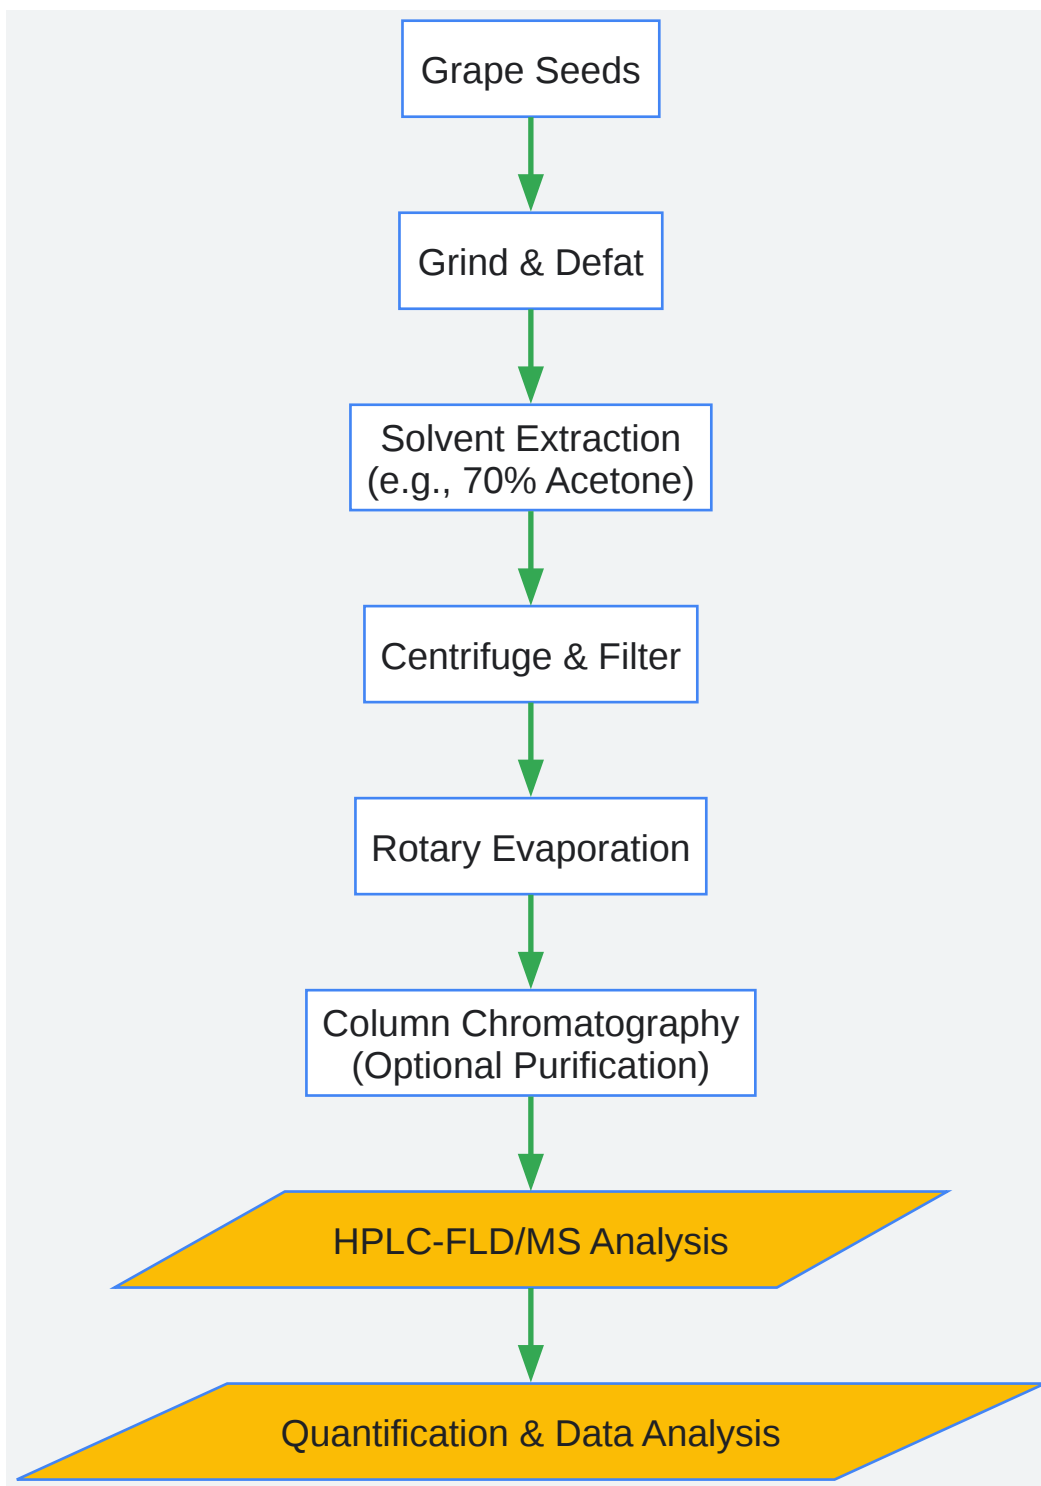 Grape Seeds
Grind & Defat
Solvent Extraction
(e.g., 70% Acetone)
Centrifuge & Filter
Rotary Evaporation
Column Chromatography
(Optional Purification)
HPLC-FLD/MS Analysis
Quantification & Data Analysis